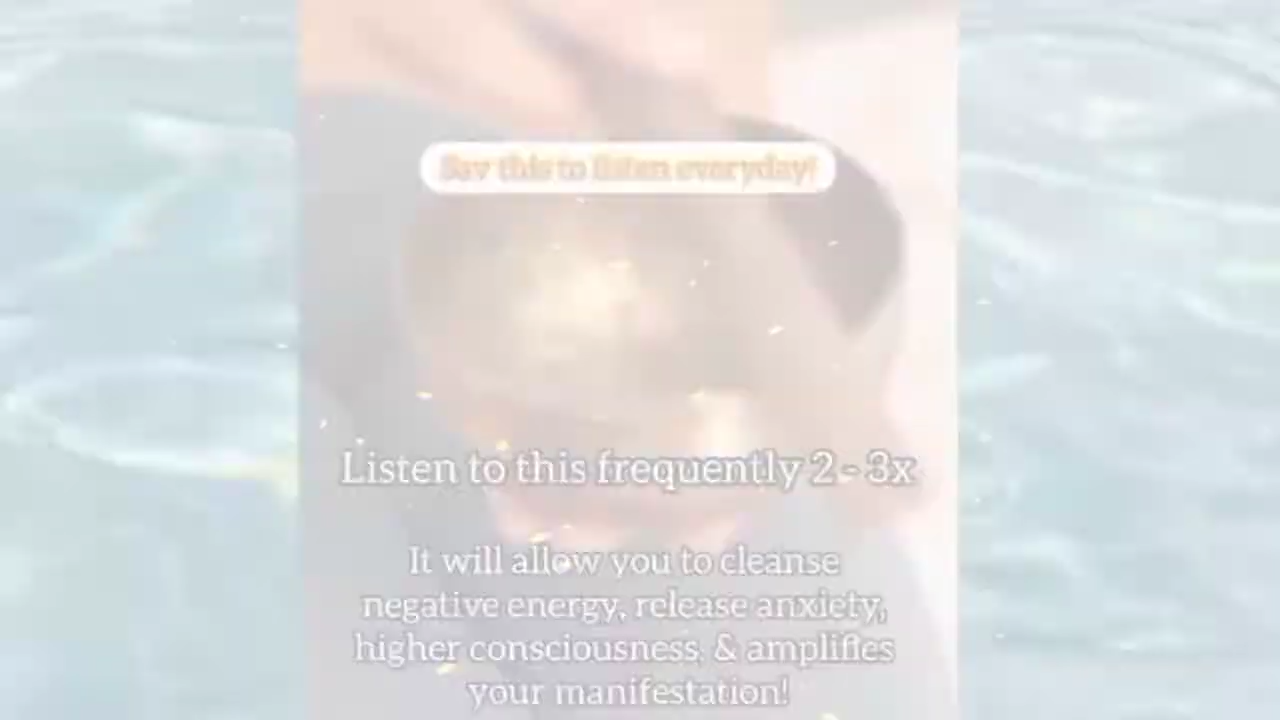 Sav this to listen everyday!
Listen to this frequently 2 - 3x
It will allow you to cleanse
negative energy, release anxiety,
higher consciousness, & amplifies
your manifestation!